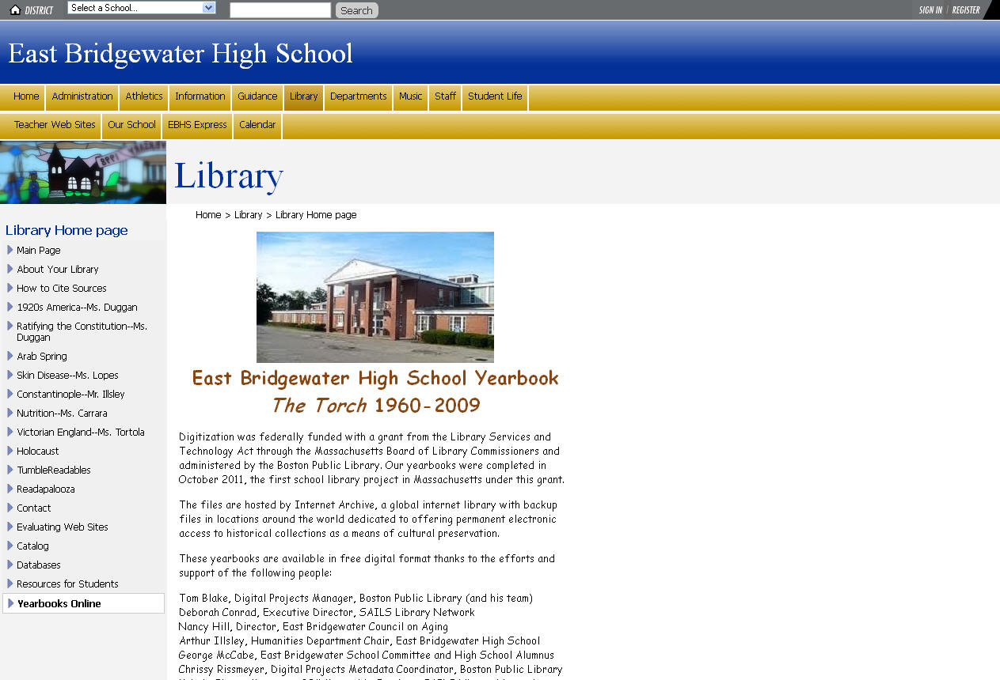 DISTRICT
Select a School...
Search
SIGN IN | REGISTER
East Bridgewater High School
Home Administration Athletics Information Guidance Library Departments Music Staff Student Life
Teacher Web Sites Our School EBHS Express Calendar
Library
Home > Library > Library Home page
Library Home page
Main Page
About Your Library
How to Cite Sources
1920s America--Ms. Duggan
Ratifying the Constitution--Ms.
Duggan
Arab Spring
Skin Disease--Ms. Lopes
Constantinople--Mr. Illsley
Nutrition--Ms. Carrara
Victorian England--Ms. Tortola
Holocaust
TumbleReadables
Readapalooza
Contact
Evaluating Web Sites
Catalog
Databases
Resources for Students
Yearbooks Online
East Bridgewater High School Yearbook
The Torch 1960-2009
Digitization was federally funded with a grant from the Library Services and
Technology Act through the Massachusetts Board of Library Commissioners and
administered by the Boston Public Library. Our yearbooks were completed in
October 2011, the first school library project in Massachusetts under this grant.
The files are hosted by Internet Archive, a global internet library with backup
files in locations around the world dedicated to offering permanent electronic
access to historical collections as a means of cultural preservation.
These yearbooks are available in free digital format thanks to the efforts and
support of the following people:
Tom Blake, Digital Projects Manager, Boston Public Library (and his team)
Deborah Conrad, Executive Director, SAILS Library Network
Nancy Hill, Director, East Bridgewater Council on Aging
Arthur Illsley, Humanities Department Chair, East Bridgewater High School
George McCabe, East Bridgewater School Committee and High School Alumnus
Chrissy Rissmeyer, Digital Projects Metadata Coordinator, Boston Public Library